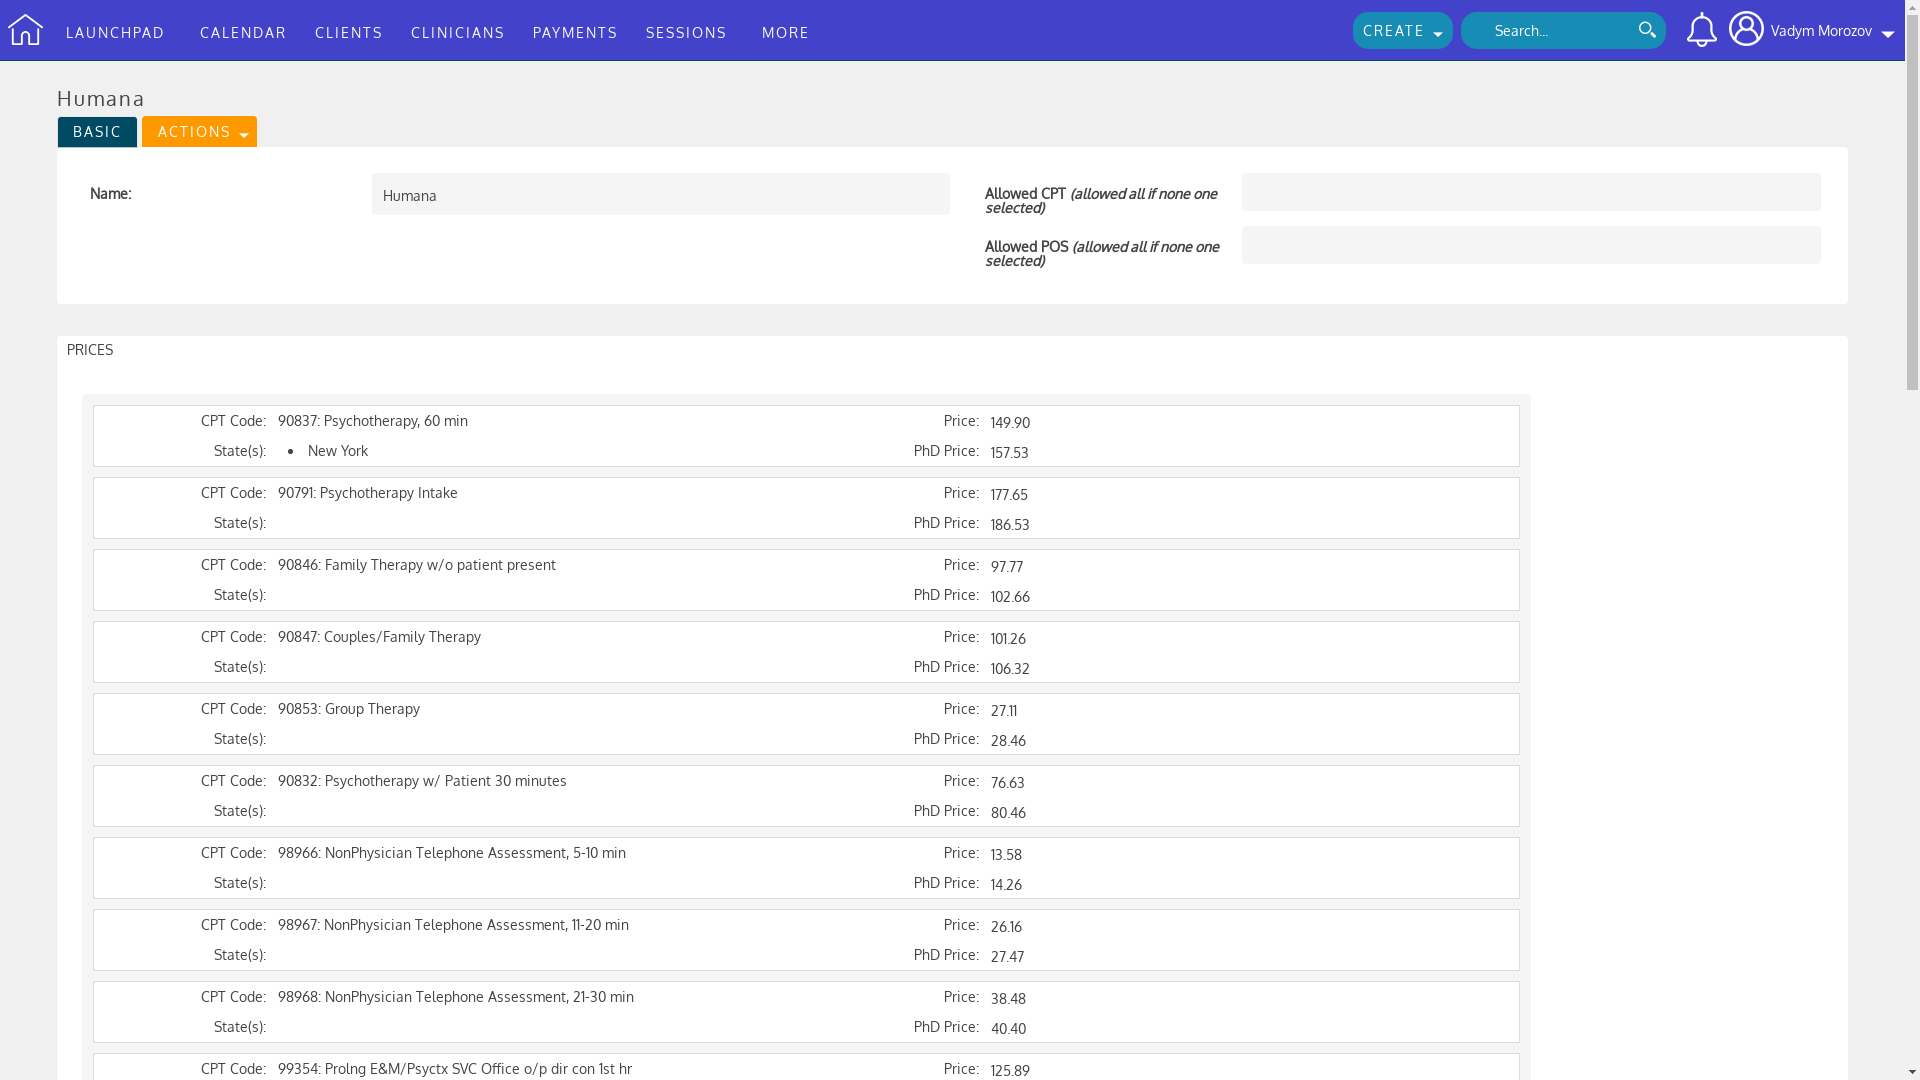 LAUNCHPAD CALENDAR CLIENTS CLINICIANS PAYMENTS SESSIONS MORE CREATE Search... Vadym Morozov
Humana
BASIC ACTIONS
Name: Humana
Allowed CPT (allowed all if none one
selected)
Allowed POS (allowed all if none one
selected)
PRICES
CPT Code: 90837: Psychotherapy, 60 min Price: 149.90
State(s): • New York PhD Price: 157.53
CPT Code: 90791: Psychotherapy Intake Price: 177.65
State(s): PhD Price: 186.53
CPT Code: 90846: Family Therapy w/o patient present Price: 97.77
State(s): PhD Price: 102.66
CPT Code: 90847: Couples/Family Therapy Price: 101.26
State(s): PhD Price: 106.32
CPT Code: 90853: Group Therapy Price: 27.11
State(s): PhD Price: 28.46
CPT Code: 90832: Psychotherapy w/ Patient 30 minutes Price: 76.63
State(s): PhD Price: 80.46
CPT Code: 98966: NonPhysician Telephone Assessment, 5-10 min Price: 13.58
State(s): PhD Price: 14.26
CPT Code: 98967: NonPhysician Telephone Assessment, 11-20 min Price: 26.16
State(s): PhD Price: 27.47
CPT Code: 98968: NonPhysician Telephone Assessment, 21-30 min Price: 38.48
State(s): PhD Price: 40.40
CPT Code: 99354: Prolng E&M/Psyctx SVC Office o/p dir con 1st hr Price: 125.89